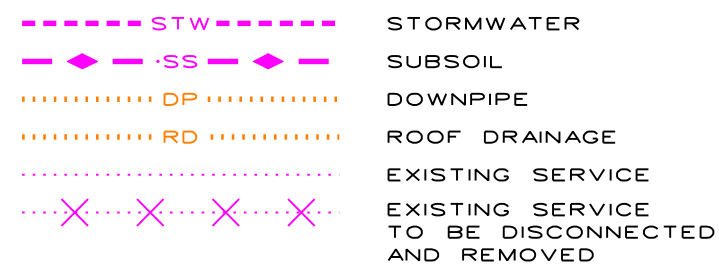 STW STORMWATER
SS SUBSOIL
DP DOWNPIPE
RD ROOF DRAINAGE
EXISTING SERVICE
EXISTING SERVICE
TO BE DISCONNECTED
AND REMOVED